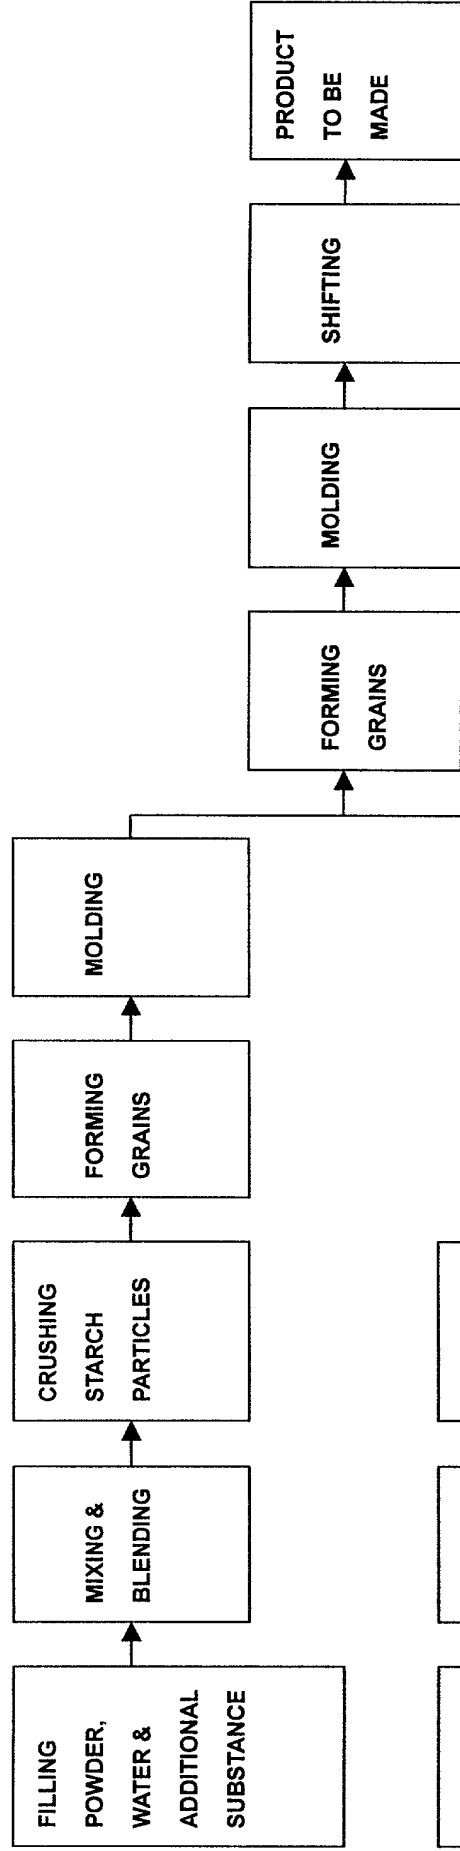 FILLING
POWDER,
WATER &
ADDITIONAL
SUBSTANCE
MIXING &
BLENDING
CRUSHING
STARCH
PARTICLES
FORMING
GRAINS
MOLDING
FORMING
GRAINS
MOLDING
SHIFTING
PRODUCT
TO BE
MADE